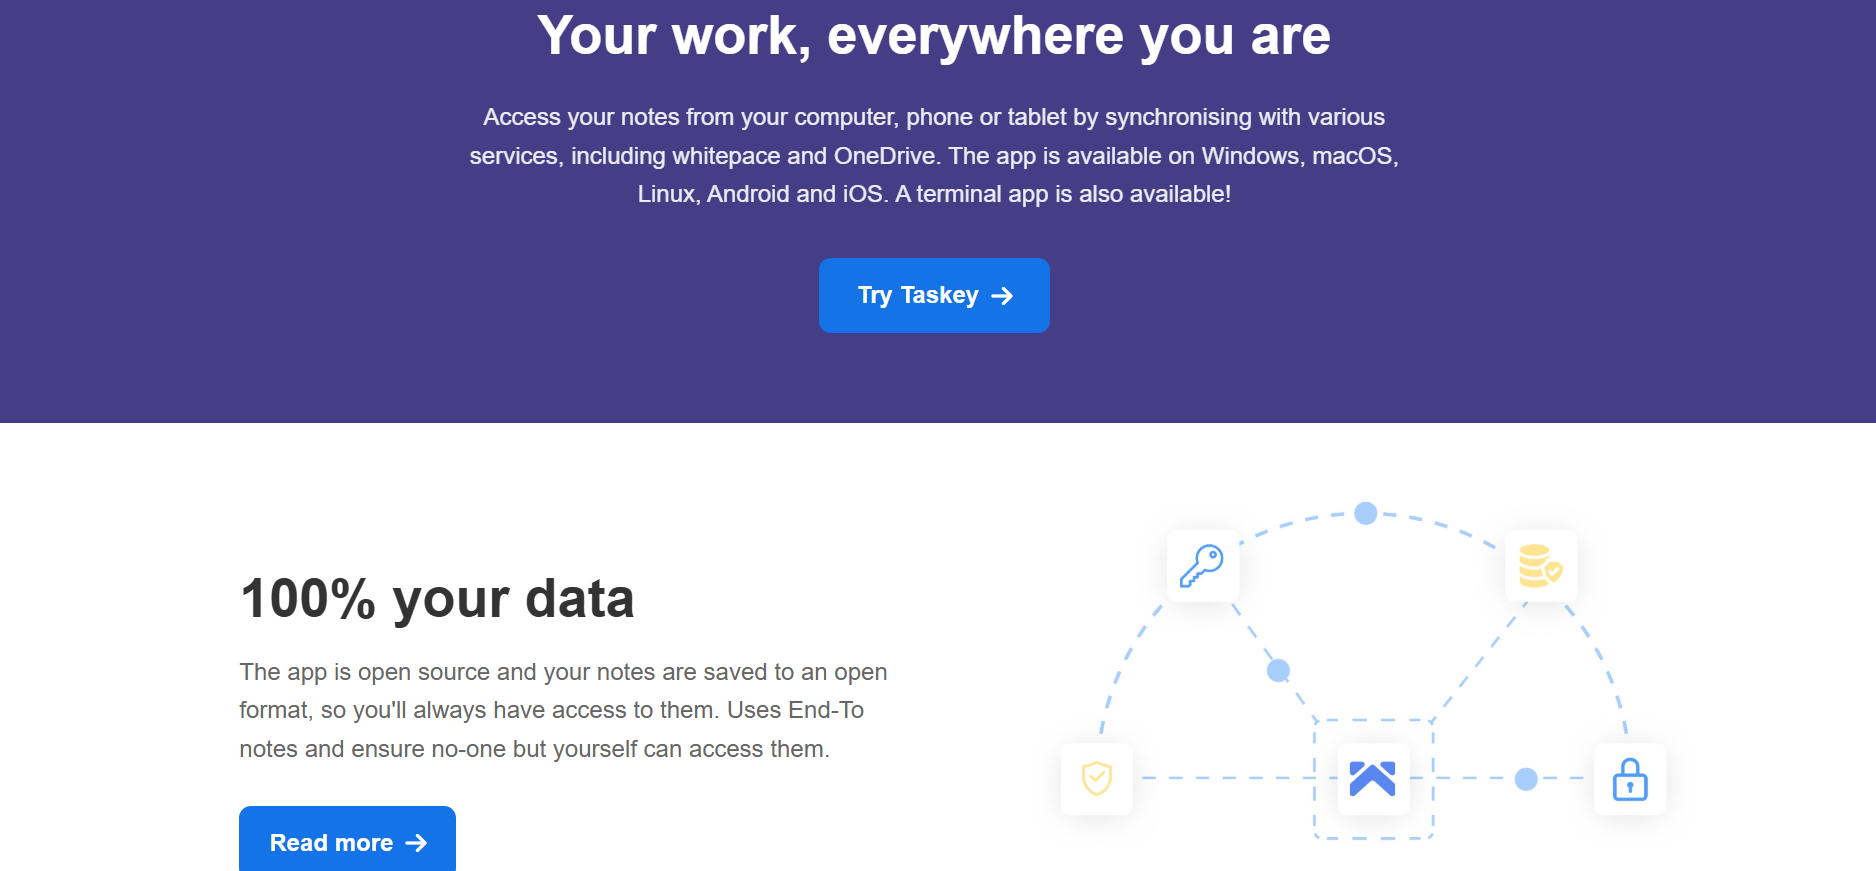 Your work, everywhere you are
Access your notes from your computer, phone or tablet by synchronising with various
services, including whitepace and OneDrive. The app is available on Windows, macOS,
Linux, Android and iOS. A terminal app is also available!
Try Taskey
100% your data
The app is open source and your notes are saved to an open
format, so you'll always have access to them. Uses End-To
notes and ensure no-one but yourself can access them.
Read more